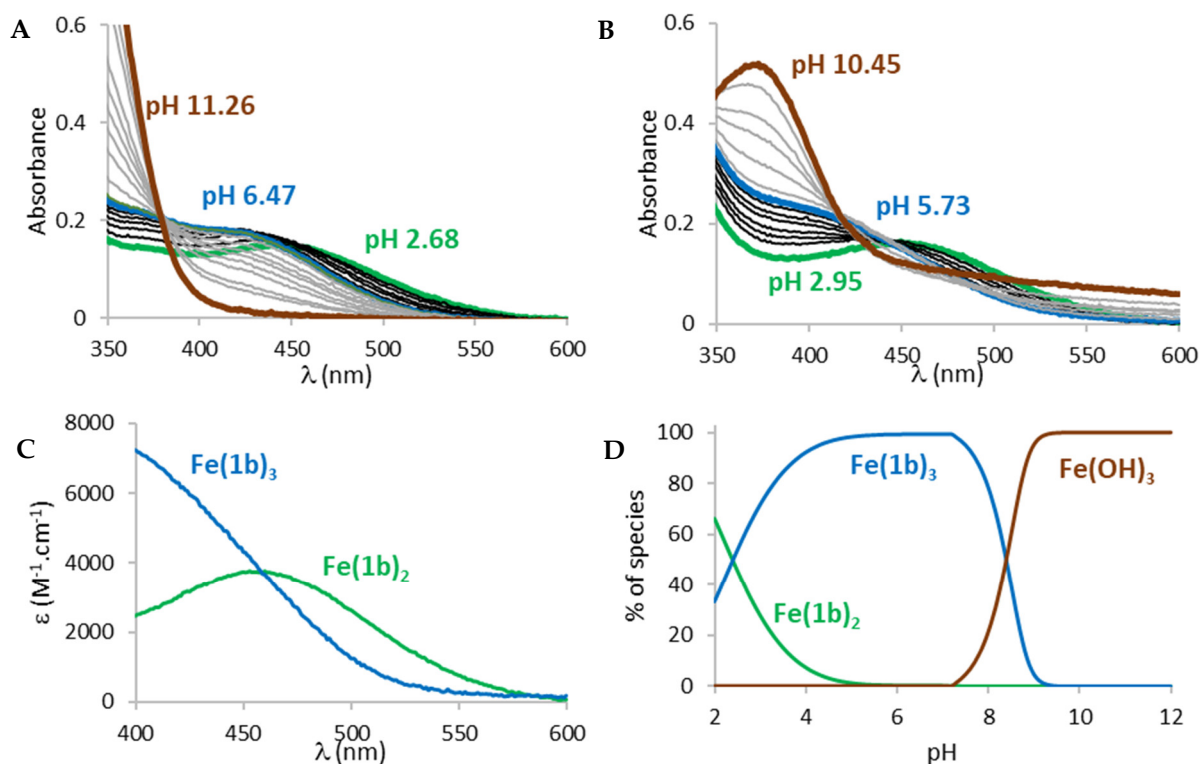 A
0.6
0.4
0.2
0
Absorbance
pH 11.26
pH 6.47
pH 2.68
350 400 450 500 550 600
λ (nm)
B
0.6
0.4
0.2
0
Absorbance
pH 10.45
pH 5.73
pH 2.95
350 400 450 500 550 600
λ (nm)
C
8000
6000
4000
2000
0
ε (M⁻¹.cm⁻¹)
Fe(1b)₃
Fe(1b)₂
400 450 500 550 600
λ (nm)
D
100
80
60
40
20
0
% of species
Fe(1b)₃
Fe(OH)₃
Fe(1b)₂
2 4 6 8 10 12
pH